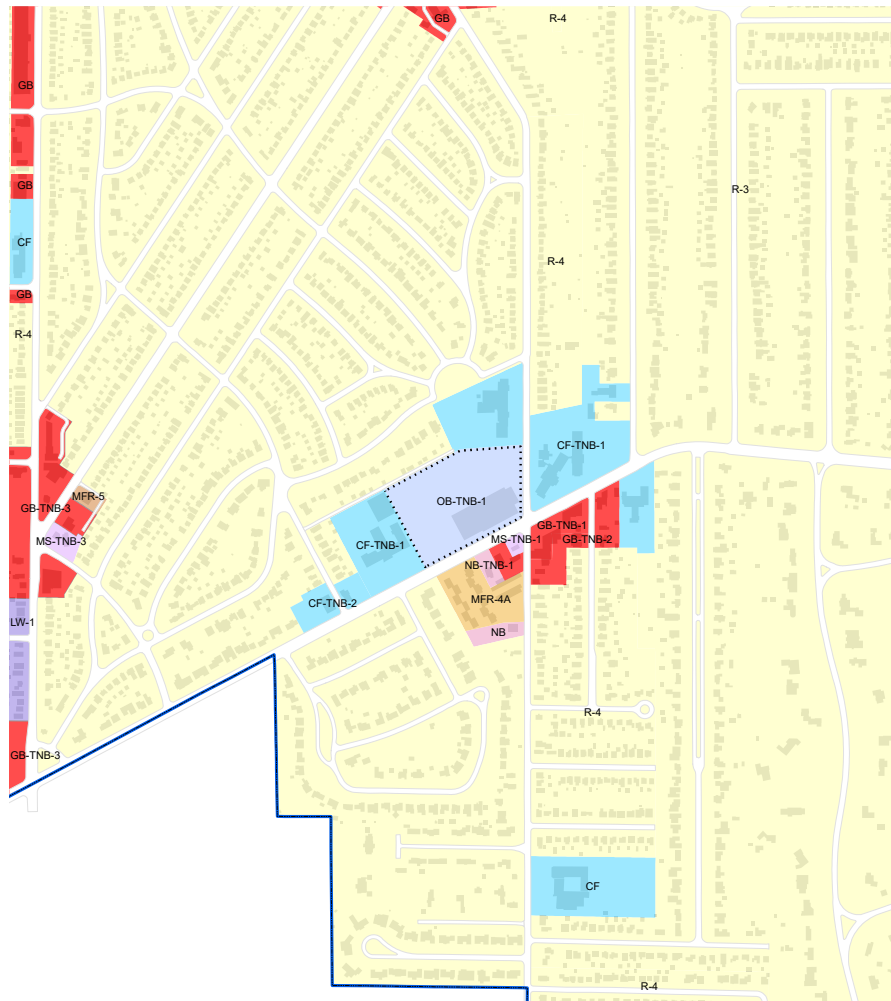 GB
R-4
GB
R-3
GB
CF
R-4
GB
R-4
CF-TNB-1
MFR-5
OB-TNB-1
GB-TNB-3
GB-TNB-1
MS-TNB-3
MS-TNB-1
GB-TNB-2
CF-TNB-1
NB-TNB-1
CF-TNB-2
MFR-4A
LW-1
NB
R-4
GB-TNB-3
CF
R-4